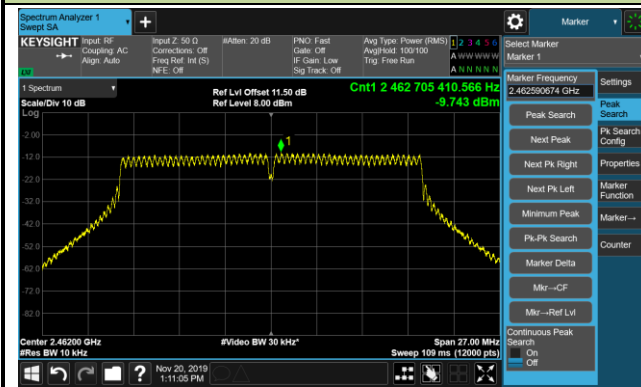 Spectrum Analyzer 1
Swept SA
Marker
KEYSIGHT
Input: RF
Coupling: AC
Align: Auto
Input Z: 50 Ω
Corrections: Off
Freq Ref: Int (S)
NFE: Off
#Atten: 20 dB
PNO: Fast
Gate: Off
IF Gain: Low
Sig Track: Off
Avg Type: Power (RMS)
Avg|Hold: 100/100
Trig: Free Run
1 2 3 4 5 6
A W W W W W
A N N N N N
LU
Select Marker
Marker 1
1 Spectrum
Scale/Div 10 dB
Log
Ref Lvl Offset 11.50 dB
Ref Level 8.00 dBm
Cnt1 2 462 705 410.566 Hz
-9.743 dBm
1
-2.00
-12.0
-22.0
-32.0
-42.0
-52.0
-62.0
-72.0
-82.0
Center 2.46200 GHz
#Res BW 10 kHz
#Video BW 30 kHz*
Span 27.00 MHz
Sweep 109 ms (12000 pts)
Marker Frequency
2.462590674 GHz
Peak Search
Next Peak
Next Pk Right
Next Pk Left
Minimum Peak
Pk-Pk Search
Marker Delta
Mkr→CF
Mkr→Ref Lvl
Continuous Peak
Search
On
Off
Settings
Peak
Search
Pk Search
Config
Properties
Marker
Function
Marker→
Counter
Nov 20, 2019
1:11:05 PM